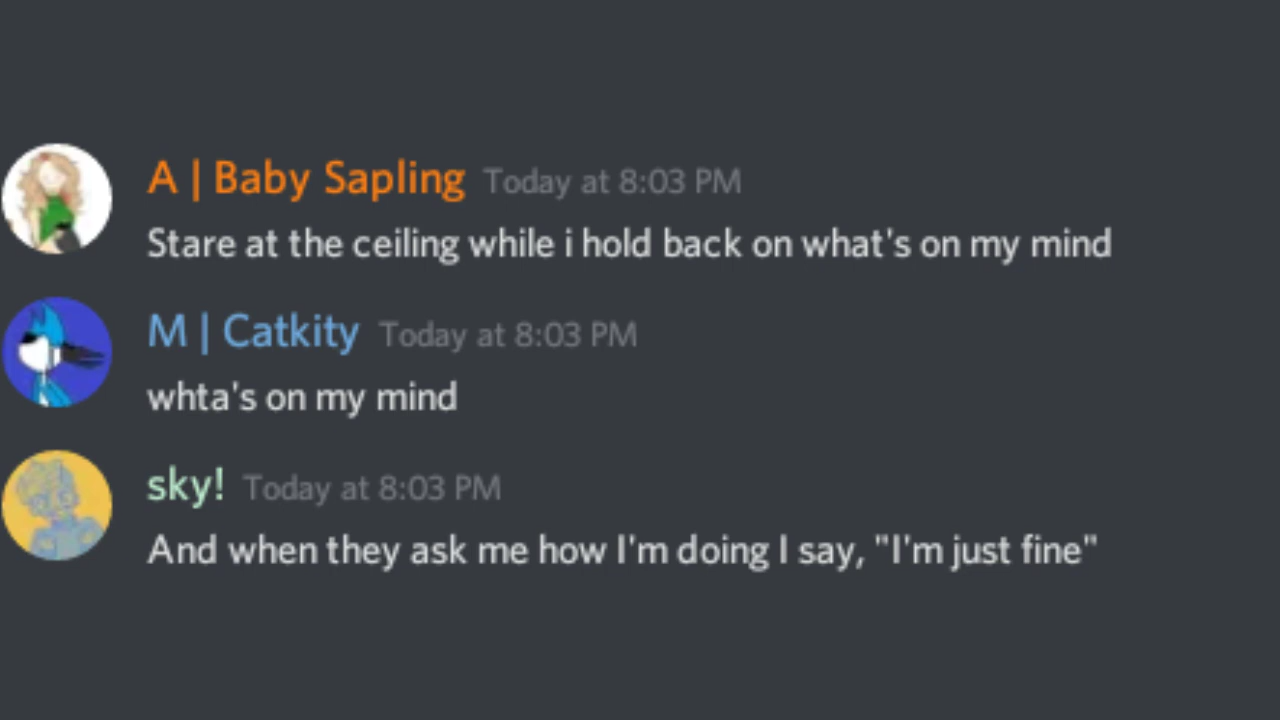 A | Baby Sapling Today at 8:03 PM
Stare at the ceiling while i hold back on what's on my mind
M | Catkity Today at 8:03 PM
whta's on my mind
sky! Today at 8:03 PM
And when they ask me how I'm doing I say, "I'm just fine"